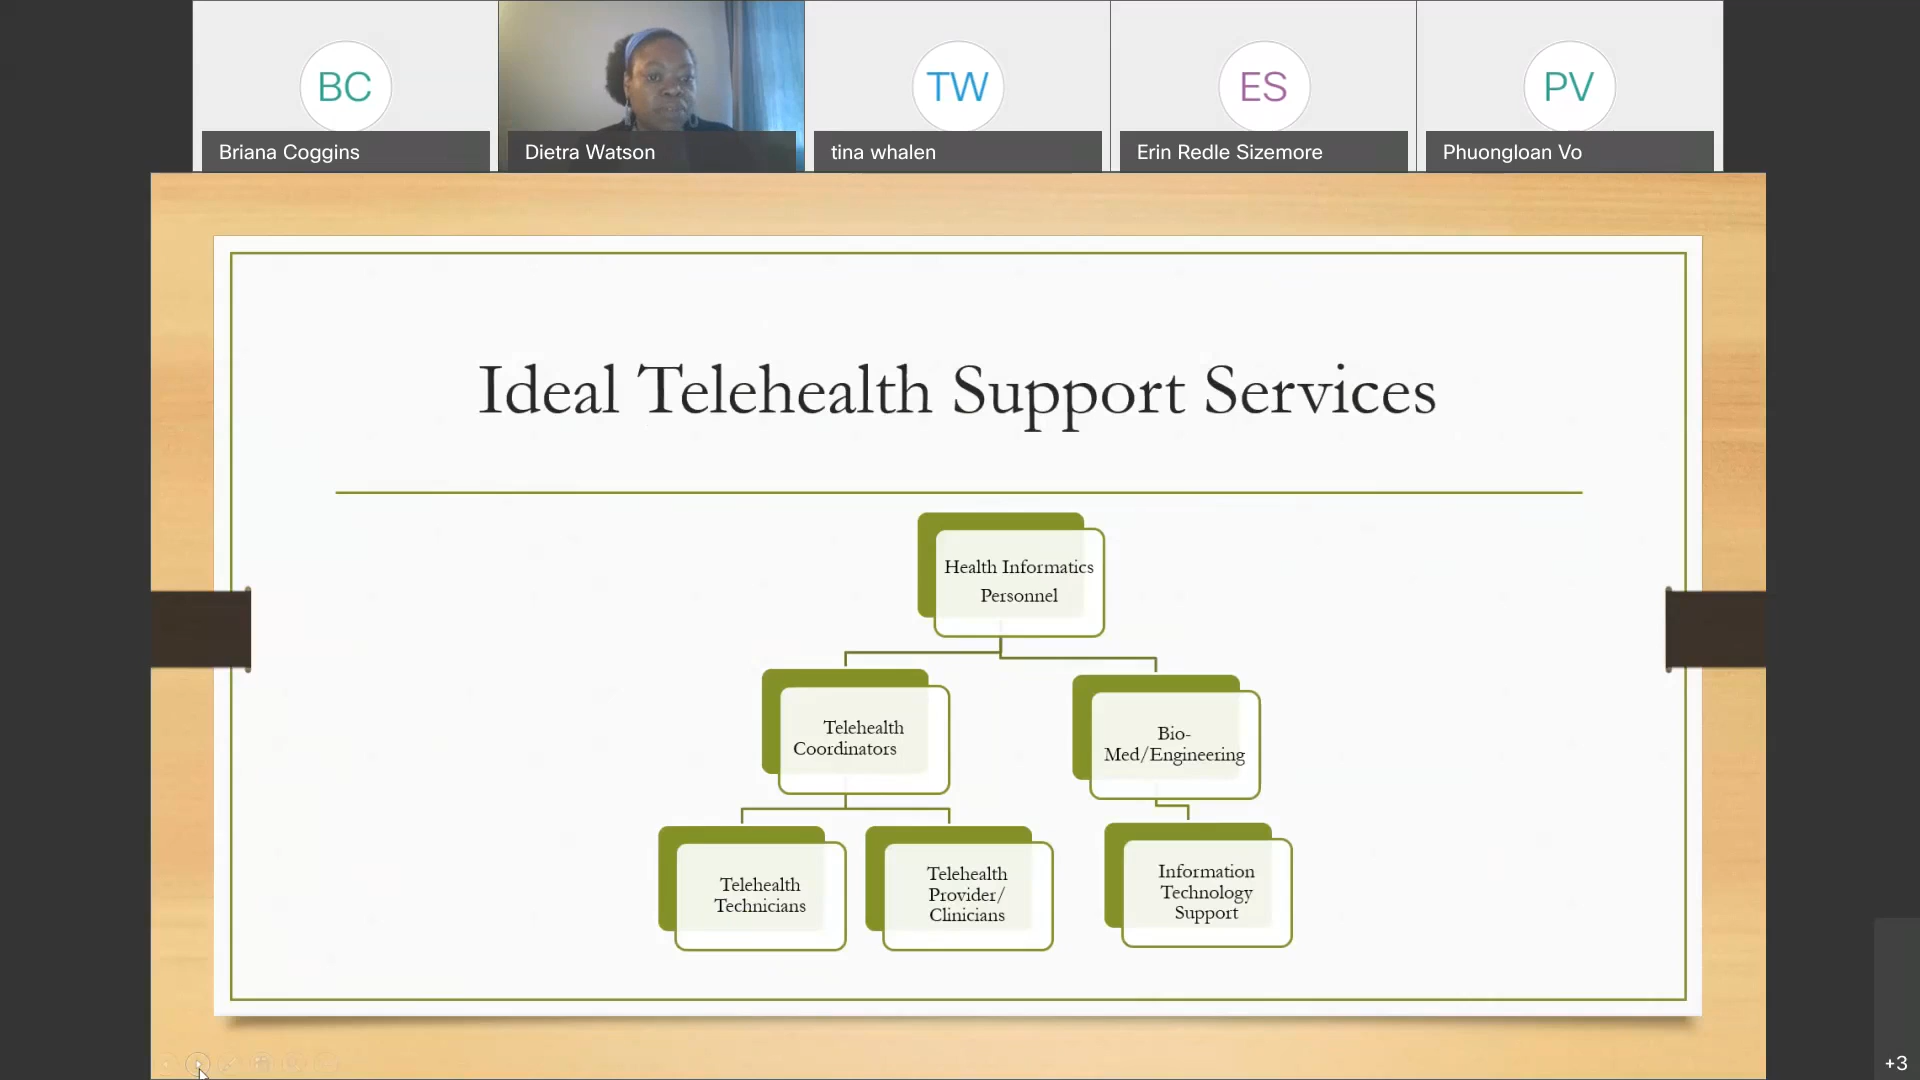 BC
TW
ES
PV
Briana Coggins
Dietra Watson
tina whalen
Erin Redle Sizemore
Phuongloan Vo
Ideal Telehealth Support Services
Health Informatics
Personnel
Telehealth
Coordinators
Bio-
Med/Engineering
Telehealth
Technicians
Telehealth
Provider/
Clinicians
Information
Technology
Support
+3